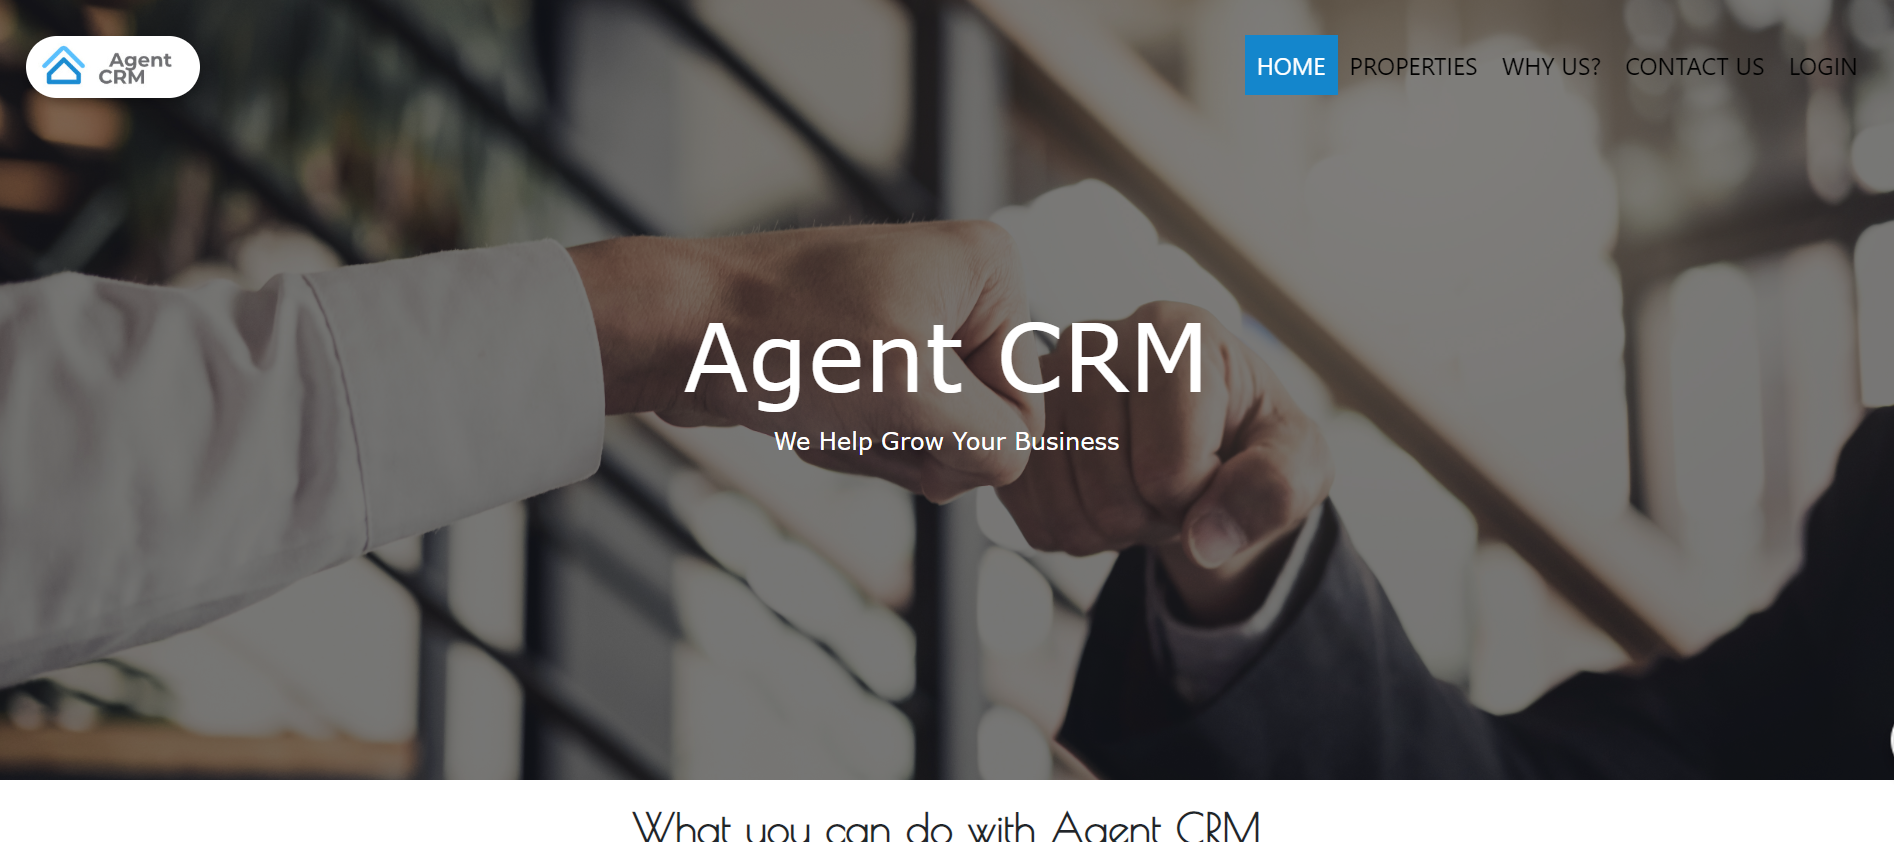 Agent
CRM
HOME PROPERTIES WHY US? CONTACT US LOGIN
Agent CRM
We Help Grow Your Business
What you can do with Agent CRM